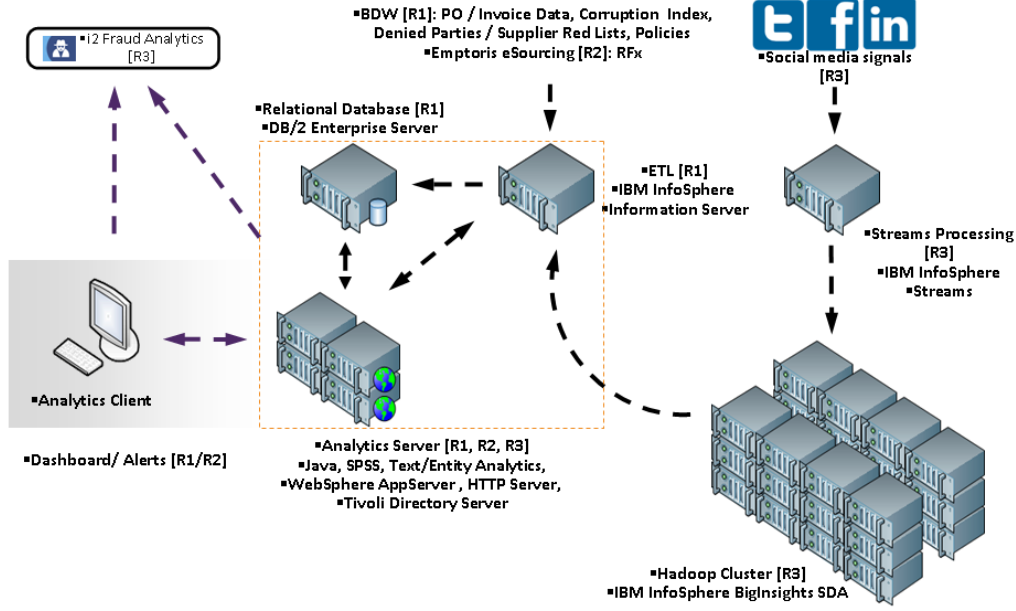 ▪BDW [R1]: PO / Invoice Data, Corruption Index,
Denied Parties / Supplier Red Lists, Policies
▪Emptoris eSourcing [R2]: RFx
▪i2 Fraud Analytics
[R3]
t f in
▪Social media signals
[R3]
▪Relational Database [R1]
▪DB/2 Enterprise Server
▪ETL [R1]
▪IBM InfoSphere
▪Information Server
▪Streams Processing
[R3]
▪IBM InfoSphere
▪Streams
▪Analytics Client
▪Dashboard/ Alerts [R1/R2]
▪Analytics Server [R1, R2, R3]
▪Java, SPSS, Text/Entity Analytics,
▪WebSphere AppServer , HTTP Server,
▪Tivoli Directory Server
▪Hadoop Cluster [R3]
▪IBM InfoSphere BigInsights SDA